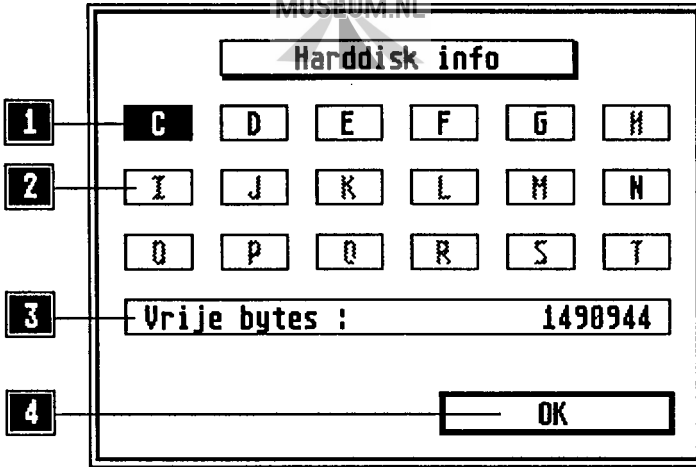 MUSEUM.NL
Harddisk info
1 C D E F G H
2 I J K L M N
O P Q R S T
3 Vrije bytes : 1490944
4 OK